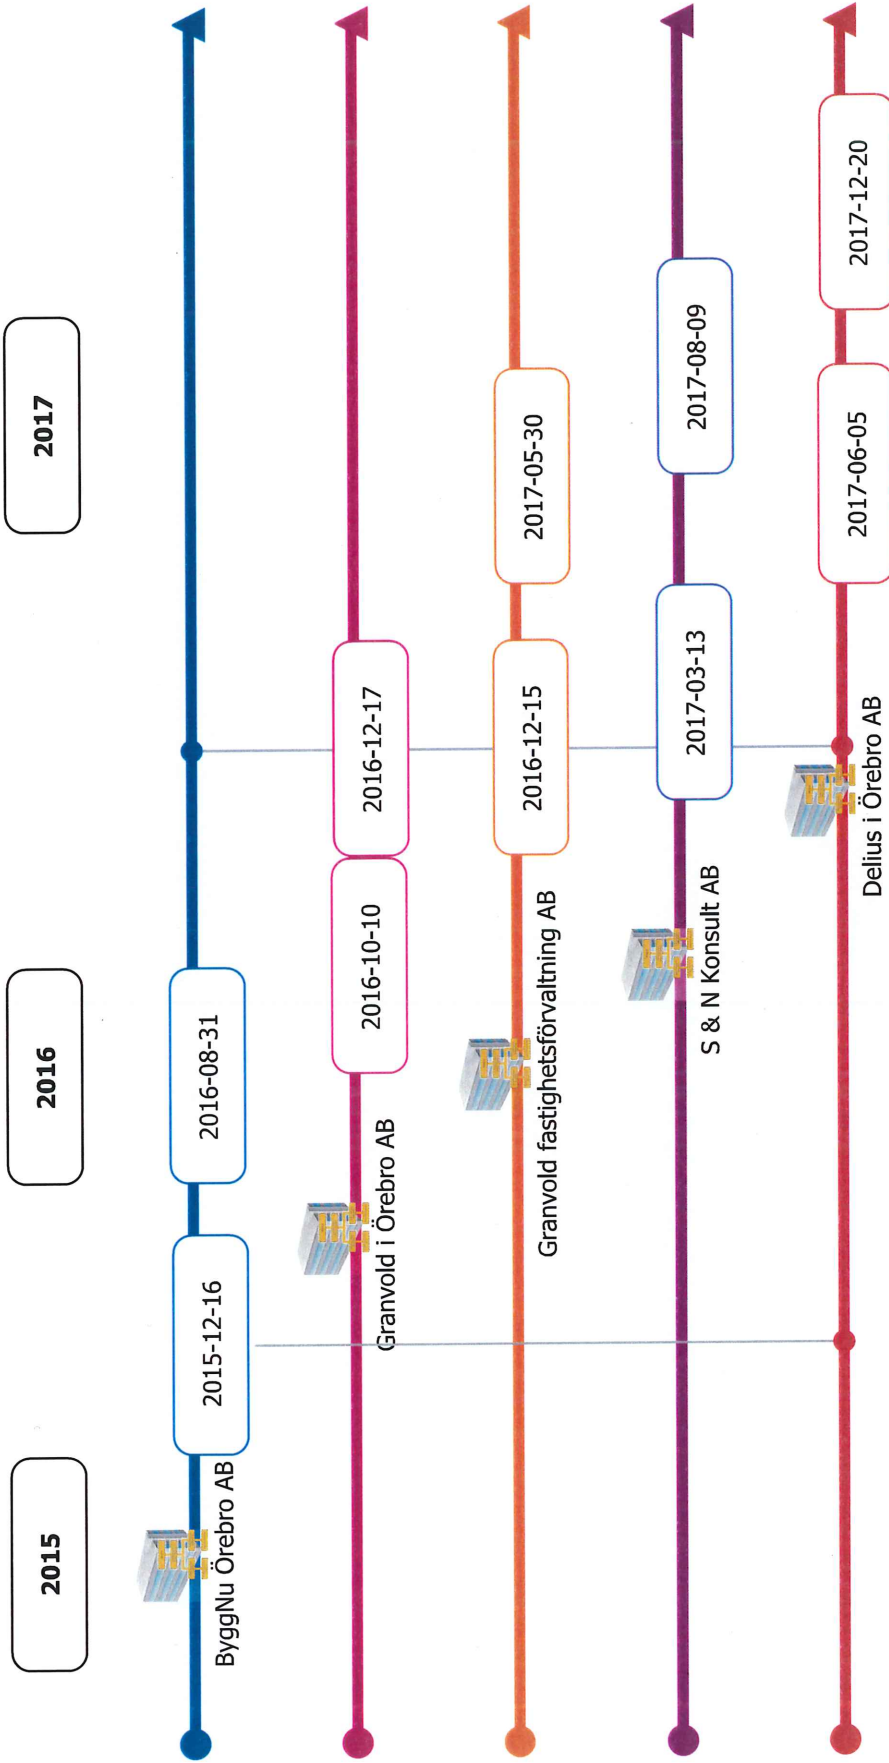 2015
2016
2017
2015-12-16
2016-08-31
ByggNu Örebro AB
2016-10-10
2016-12-17
Granvold i Örebro AB
2016-12-15
2017-05-30
Granvold fastighetsförvaltning AB
2017-03-13
2017-08-09
S & N Konsult AB
2017-06-05
2017-12-20
Delius i Örebro AB